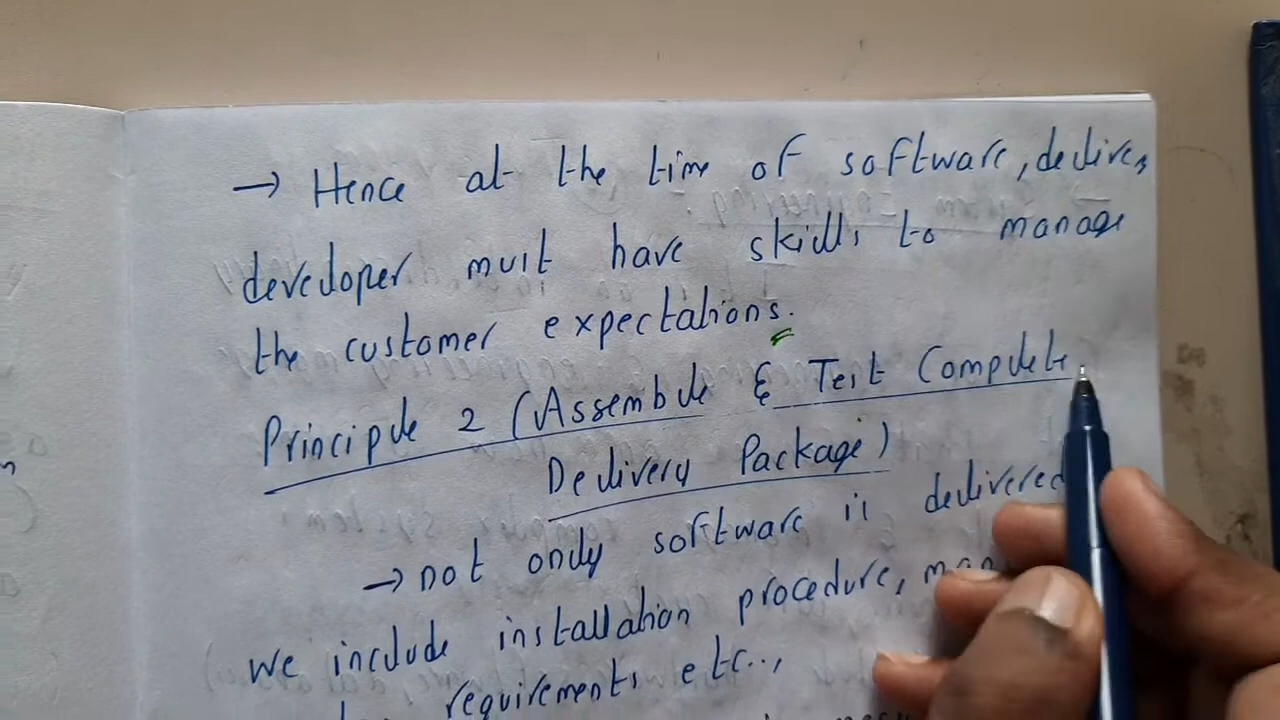 → Hence at the time of software, delivery
developer must have skills to manage
the customer expectations.
Principle 2 (Assemble & Test Complete
Delivery Package)
→ not only software is delivered
we include installation procedure,
requirements etc..,